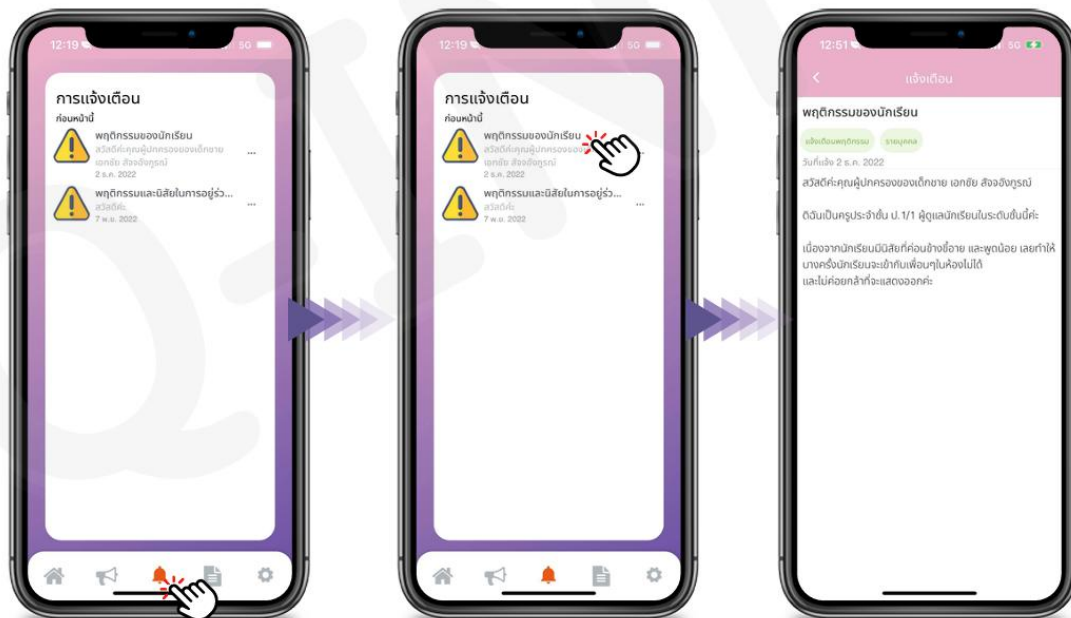 12:19
5G
การแจ้งเตือน
ก่อนหน้านี้
พฤติกรรมของนักเรียน
สวัสดีค่ะคุณผู้ปกครองของเด็กชาย
เอกชัย สัจจอังกูรณ์
2 ธ.ค. 2022
...
พฤติกรรมและนิสัยในการอยู่ร่ว...
สวัสดีค่ะ
7 พ.ย. 2022
...
12:19
5G
การแจ้งเตือน
ก่อนหน้านี้
พฤติกรรมของนักเรียน
สวัสดีค่ะคุณผู้ปกครองของ
เอกชัย สัจจอังกูรณ์
2 ธ.ค. 2022
...
พฤติกรรมและนิสัยในการอยู่ร่ว...
สวัสดีค่ะ
7 พ.ย. 2022
...
12:51
5G
แจ้งเตือน
พฤติกรรมของนักเรียน
แจ้งเตือนพฤติกรรม รายบุคคล
วันที่แจ้ง 2 ธ.ค. 2022
สวัสดีค่ะคุณผู้ปกครองของเด็กชาย เอกชัย สัจจอังกูรณ์
ดิฉันเป็นครูประจำชั้น ป.1/1 ผู้ดูแลนักเรียนในระดับชั้นนี้ค่ะ
เนื่องจากนักเรียนมีนิสัยที่ค่อนข้างขี้อาย และพูดน้อย เลยทำให้
บางครั้งนักเรียนจะเข้ากับเพื่อนๆในห้องไม่ได้
และไม่ค่อยกล้าที่จะแสดงออกค่ะ